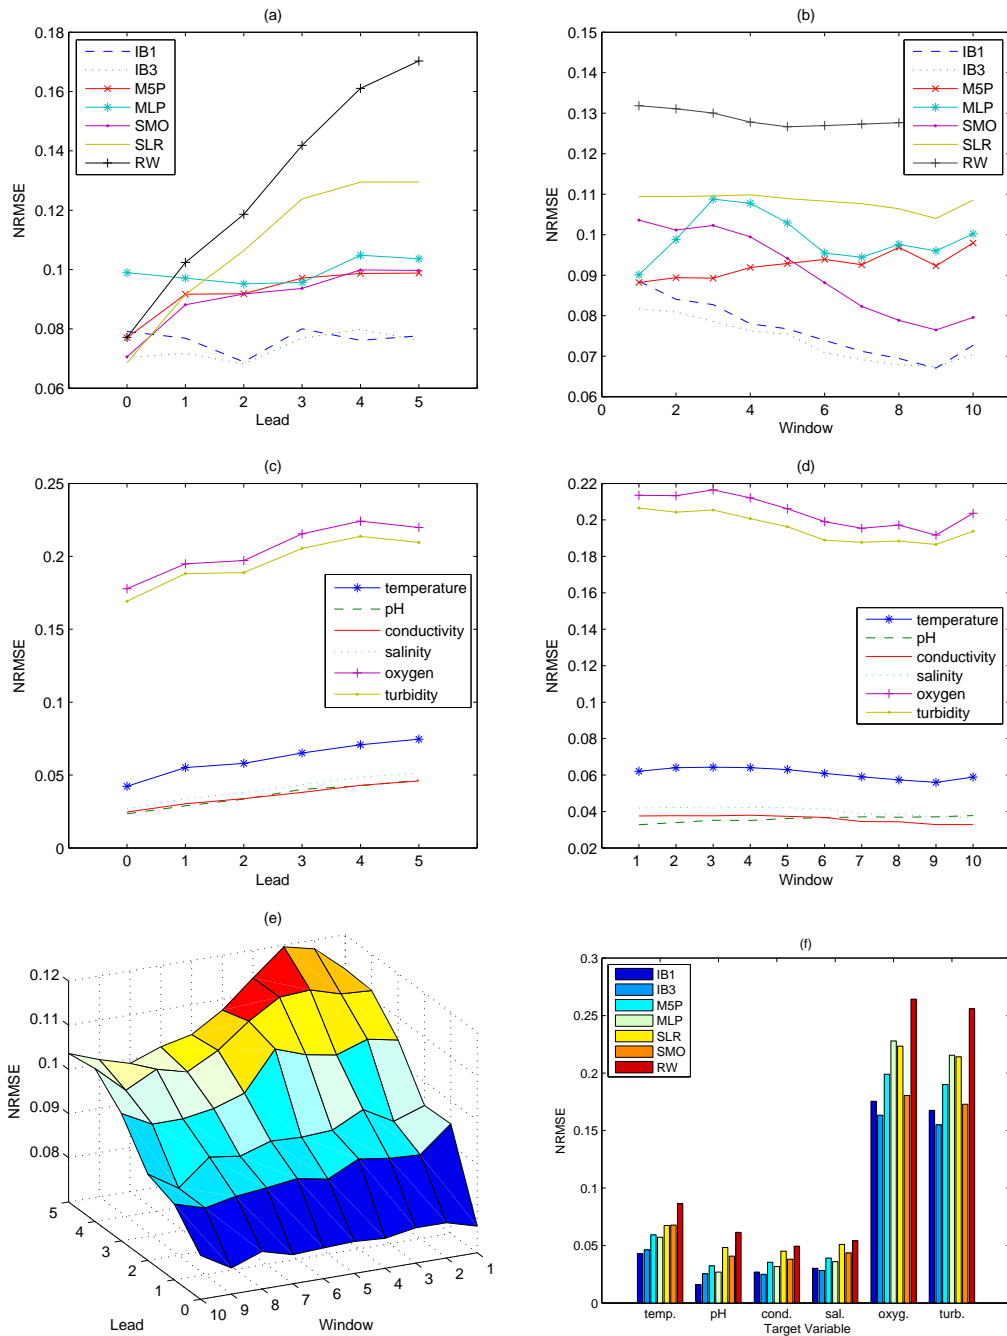 (a)
0.18
0.16
0.14
0.12
0.1
0.08
0.06
NRMSE
IB1
IB3
M5P
MLP
SMO
SLR
RW
0 1 2 3 4 5
Lead
(b)
0.15
0.14
0.13
0.12
0.11
0.1
0.09
0.08
0.07
0.06
NRMSE
IB1
IB3
M5P
MLP
SMO
SLR
RW
0 2 4 6 8 10
Window
(c)
0.25
0.2
0.15
0.1
0.05
0
NRMSE
temperature
pH
conductivity
salinity
oxygen
turbidity
0 1 2 3 4 5
Lead
(d)
0.22
0.2
0.18
0.16
0.14
0.12
0.1
0.08
0.06
0.04
0.02
NRMSE
temperature
pH
conductivity
salinity
oxygen
turbidity
1 2 3 4 5 6 7 8 9 10
Window
(e)
0.12
0.11
0.1
0.09
0.08
NRMSE
5 4 3 2 1 0
Lead
10 9 8 7 6 5 4 3 2 1
Window
(f)
0.3
0.25
0.2
0.15
0.1
0.05
0
NRMSE
IB1
IB3
M5P
MLP
SLR
SMO
RW
temp. pH cond. sal. oxyg. turb.
Target Variable